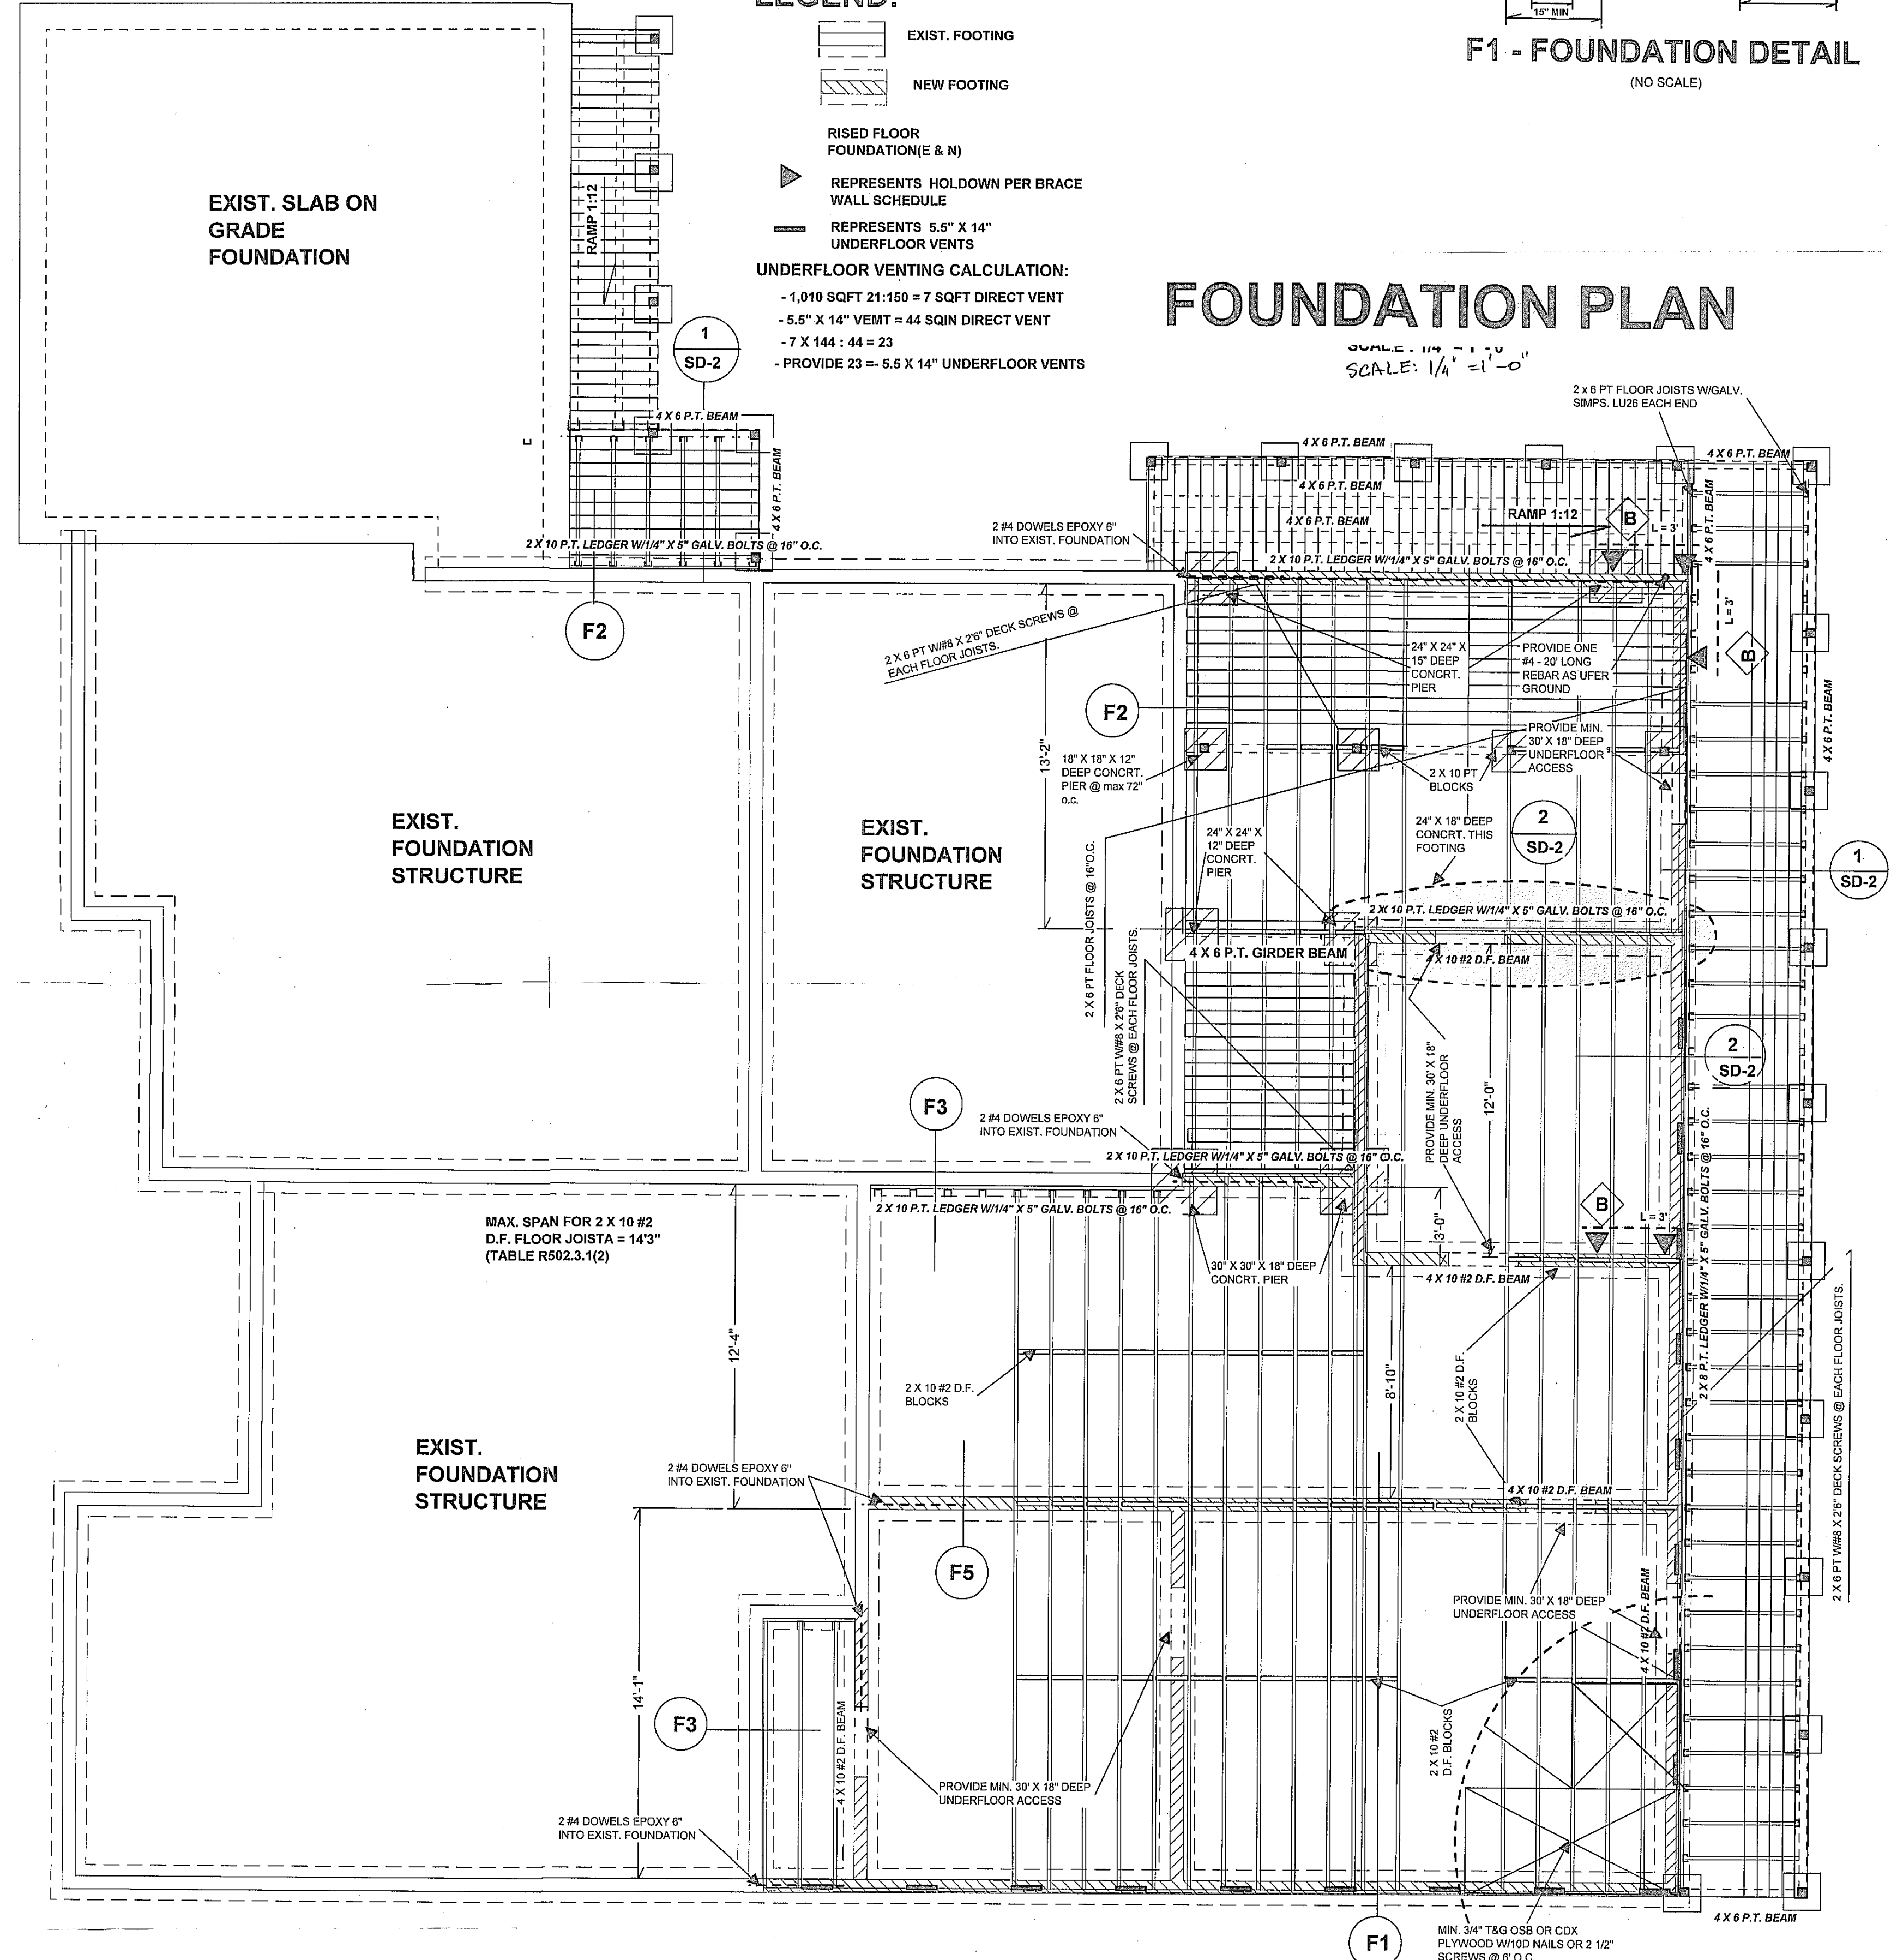 LEGEND:
EXIST. FOOTING
NEW FOOTING
RISED FLOOR
FOUNDATION(E & N)
REPRESENTS HOLDOWN PER BRACE
WALL SCHEDULE
REPRESENTS 5.5" X 14"
UNDERFLOOR VENTS
UNDERFLOOR VENTING CALCULATION:
- 1,010 SQFT 21:150 = 7 SQFT DIRECT VENT
- 5.5" X 14" VEMT = 44 SQIN DIRECT VENT
- 7 X 144 : 44 = 23
- PROVIDE 23 =- 5.5 X 14" UNDERFLOOR VENTS
15" MIN
F1 - FOUNDATION DETAIL
(NO SCALE)
FOUNDATION PLAN
SCALE: 1/4" =1'-0"
EXIST. SLAB ON
GRADE
FOUNDATION
RAMP 1:12
1
SD-2
4 X 6 P.T. BEAM
4 X 6 P.T. BEAM
2 X 10 P.T. LEDGER W/1/4" X 5" GALV. BOLTS @ 16" O.C.
F2
2 x 6 PT FLOOR JOISTS W/GALV.
SIMPS. LU26 EACH END
4 X 6 P.T. BEAM
4 X 6 P.T. BEAM
4 X 6 P.T. BEAM
4 X 6 P.T. BEAM
4 X 6 P.T. BEAM
RAMP 1:12
B
L = 3'
2 #4 DOWELS EPOXY 6"
INTO EXIST. FOUNDATION
2 X 10 P.T. LEDGER W/1/4" X 5" GALV. BOLTS @ 16" O.C.
2 X 6 PT W/#8 X 2'6" DECK SCREWS @
EACH FLOOR JOISTS.
L = 3'
B
4 X 6 P.T. BEAM
24" X 24" X
15" DEEP
CONCRT.
PIER
PROVIDE ONE
#4 - 20' LONG
REBAR AS UFER
GROUND
F2
13'-2"
18" X 18" X 12"
DEEP CONCRT.
PIER @ max 72"
o.c.
PROVIDE MIN.
30' X 18" DEEP
UNDERFLOOR
ACCESS
2 X 10 PT
BLOCKS
EXIST.
FOUNDATION
STRUCTURE
EXIST.
FOUNDATION
STRUCTURE
24" X 24" X
12" DEEP
CONCRT.
PIER
24" X 18" DEEP
CONCRT. THIS
FOOTING
2
SD-2
1
SD-2
2 X 6 PT FLOOR JOISTS @ 16"O.C.
2 X 10 P.T. LEDGER W/1/4" X 5" GALV. BOLTS @ 16" O.C.
4 X 6 P.T. GIRDER BEAM
4 X 10 #2 D.F. BEAM
2 X 6 PT W/#8 X 2'6" DECK
SCREWS @ EACH FLOOR JOISTS.
PROVIDE MIN. 30' X 18"
DEEP UNDERFLOOR
ACCESS
12'-0"
2
SD-2
F3
2 #4 DOWELS EPOXY 6"
INTO EXIST. FOUNDATION
2 X 10 P.T. LEDGER W/1/4" X 5" GALV. BOLTS @ 16" O.C.
2 X 10 P.T. LEDGER W/1/4" X 5" GALV. BOLTS @ 16" O.C.
2 X 8 P.T. LEDGER W/1/4" X 5" GALV. BOLTS @ 16" O.C.
MAX. SPAN FOR 2 X 10 #2
D.F. FLOOR JOISTA = 14'3"
(TABLE R502.3.1(2)
B
L = 3'
3'-0"
30" X 30" X 18" DEEP
CONCRT. PIER
4 X 10 #2 D.F. BEAM
12'-4"
2 X 10 #2 D.F.
BLOCKS
8'-10"
2 X 10 #2 D.F.
BLOCKS
2 X 6 PT W/#8 X 2'6" DECK SCREWS @ EACH FLOOR JOISTS.
EXIST.
FOUNDATION
STRUCTURE
2 #4 DOWELS EPOXY 6"
INTO EXIST. FOUNDATION
4 X 10 #2 D.F. BEAM
F5
PROVIDE MIN. 30' X 18" DEEP
UNDERFLOOR ACCESS
4 X 10 #2 D.F. BEAM
14'-1"
F3
4 X 10 #2 D.F. BEAM
2 X 10 #2
D.F. BLOCKS
PROVIDE MIN. 30' X 18" DEEP
UNDERFLOOR ACCESS
2 #4 DOWELS EPOXY 6"
INTO EXIST. FOUNDATION
4 X 6 P.T. BEAM
F1
MIN. 3/4" T&G OSB OR CDX
PLYWOOD W/10D NAILS OR 2 1/2"
SCREWS @ 6' O.C.